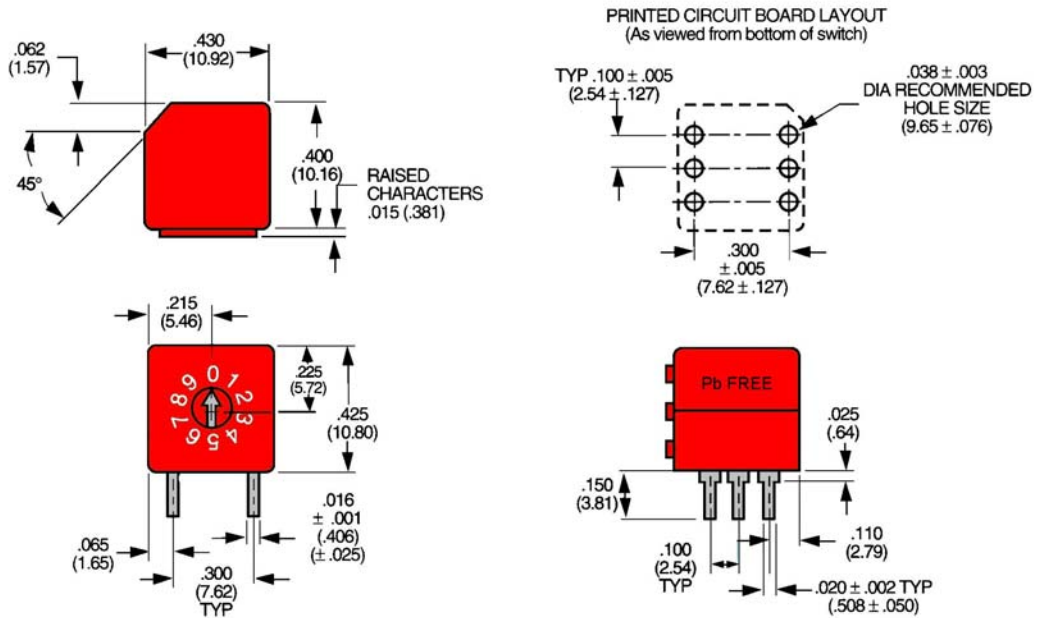 PRINTED CIRCUIT BOARD LAYOUT
(As viewed from bottom of switch)
.062
(1.57)
.430
(10.92)
45°
.400
(10.16)
RAISED
CHARACTERS
.015 (.381)
TYP .100 ± .005
(2.54 ± .127)
.038 ± .003
DIA RECOMMENDED
HOLE SIZE
(9.65 ± .076)
.300
± .005
(7.62 ± .127)
.215
(5.46)
0 1 2 3 4 5 6 7 8 9
.225
(5.72)
.425
(10.80)
.065
(1.65)
.300
(7.62)
TYP
.016
± .001
(.406)
(± .025)
Pb FREE
.025
(.64)
.150
(3.81)
.100
(2.54)
TYP
.110
(2.79)
.020 ± .002 TYP
(.508 ± .050)